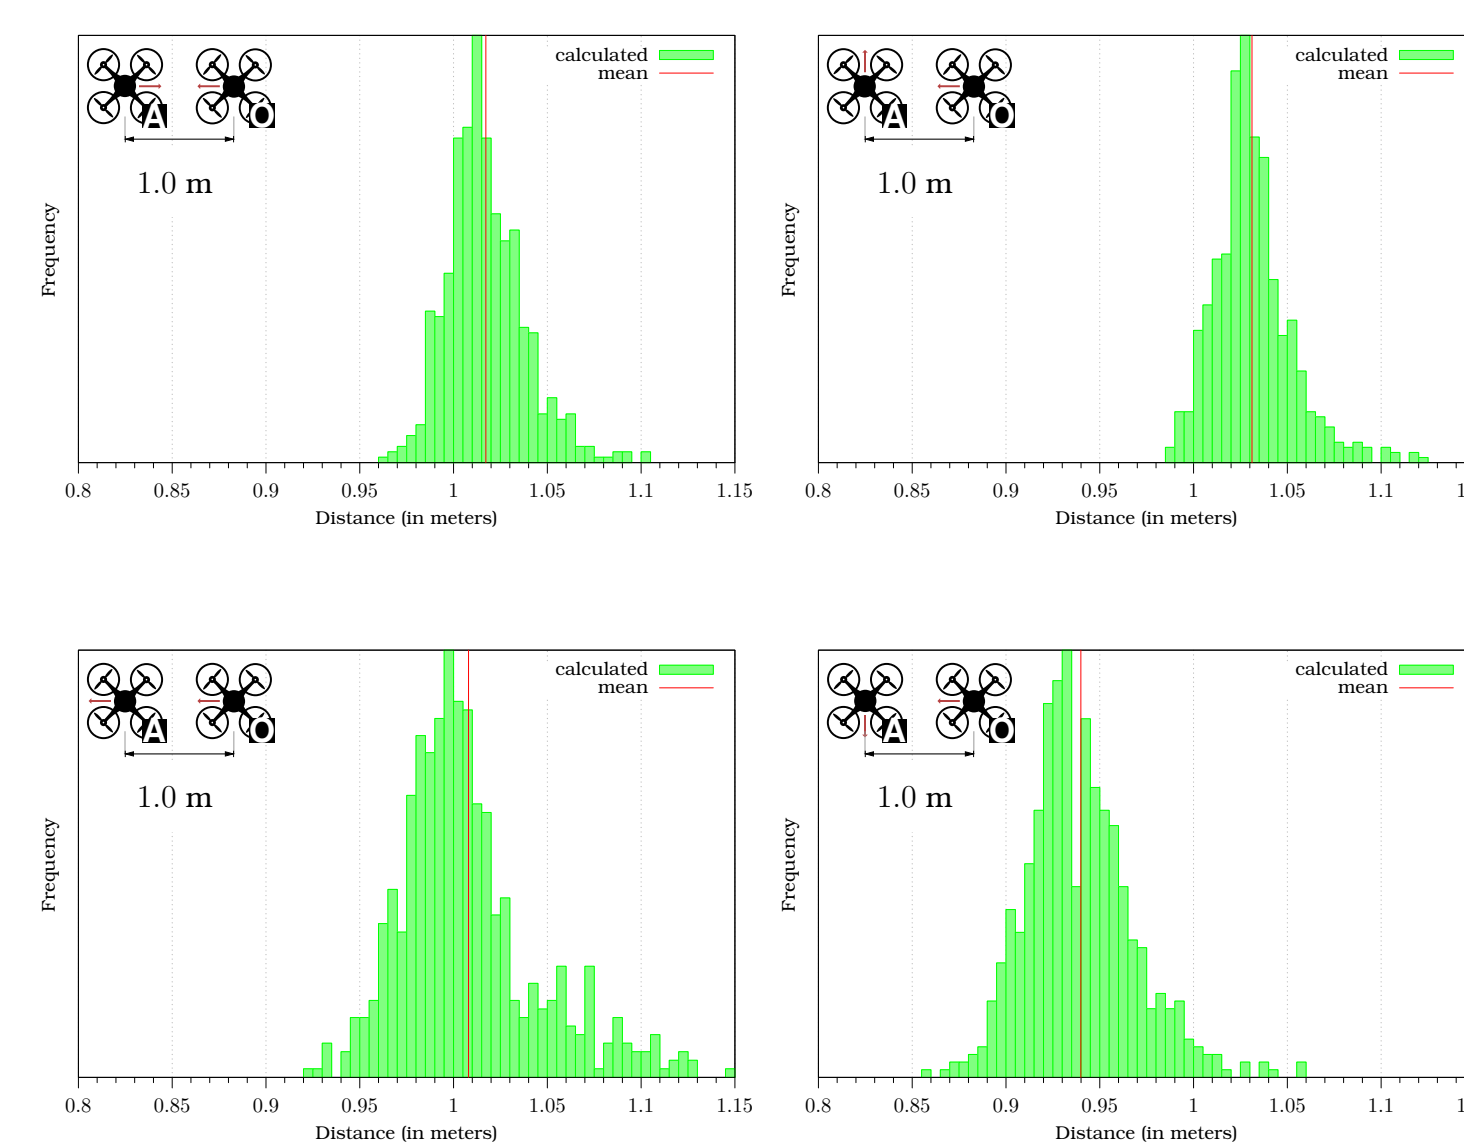 calculated
mean
A
Ó
1.0 m
Frequency
0.8 0.85 0.9 0.95 1 1.05 1.1 1.15
Distance (in meters)
calculated
mean
A
Ó
1.0 m
Frequency
0.8 0.85 0.9 0.95 1 1.05 1.1 1
Distance (in meters)
calculated
mean
A
Ó
1.0 m
Frequency
0.8 0.85 0.9 0.95 1 1.05 1.1 1.15
Distance (in meters)
calculated
mean
A
Ó
1.0 m
Frequency
0.8 0.85 0.9 0.95 1 1.05 1.1 1
Distance (in meters)